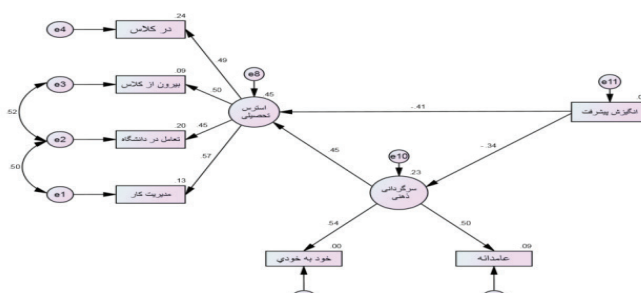 .24
e4
در کلاس
.49
e8
.09
e3
بیرون از کلاس
.50
.45
استرس
تحصیلی
e11
.0
انگیزش پیشرفت
-.41
.52
.20
e2
تعامل در دانشگاه
.45
-.34
.50
.57
.45
e10
.23
سرگردانی
ذهنی
.13
e1
مدیریت کار
.54
.50
.00
خود به خودي
.09
عامدانه